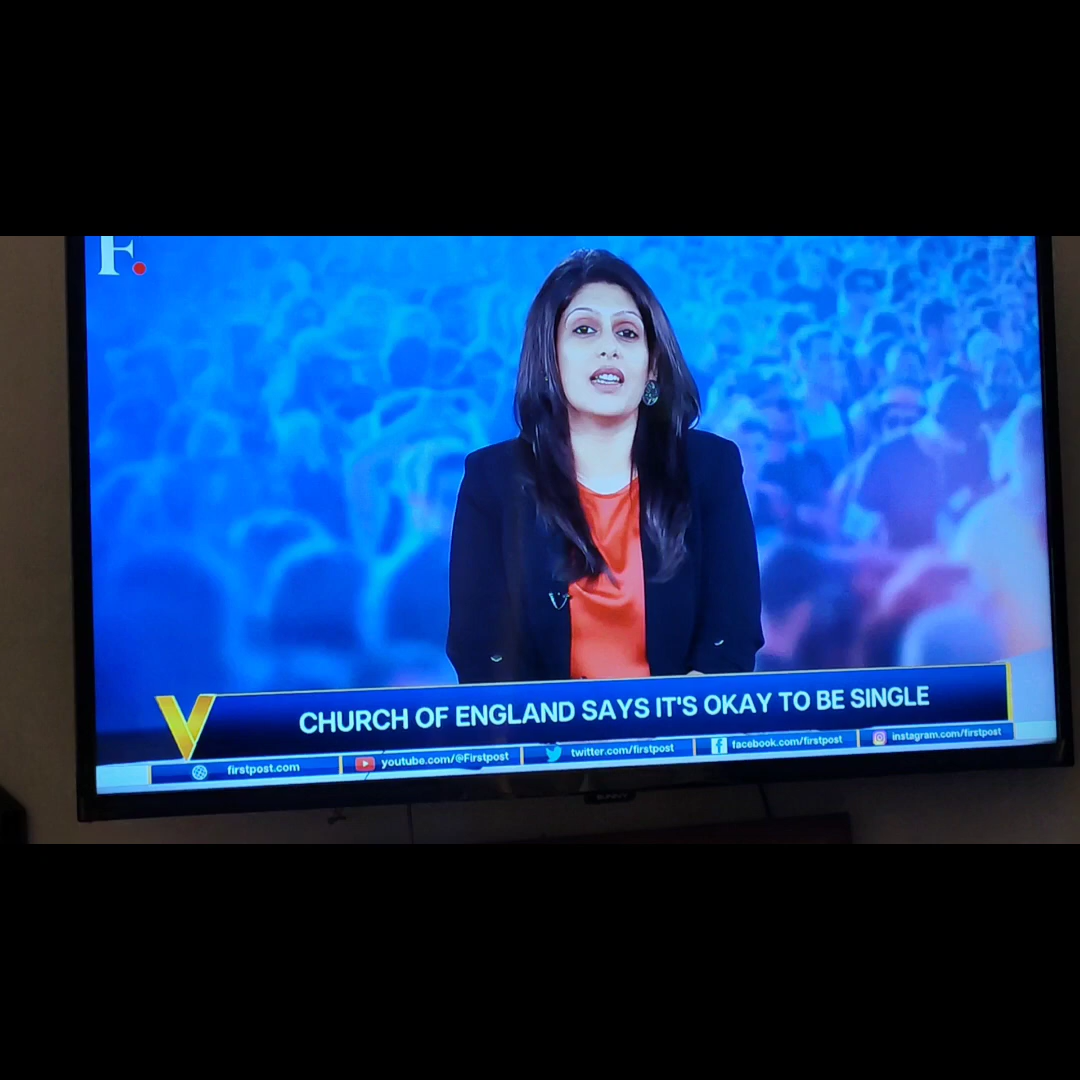 F.
CHURCH OF ENGLAND SAYS IT'S OKAY TO BE SINGLE
firstpost.com youtube.com/@Firstpost twitter.com/firstpost facebook.com/firstpost instagram.com/firstpost